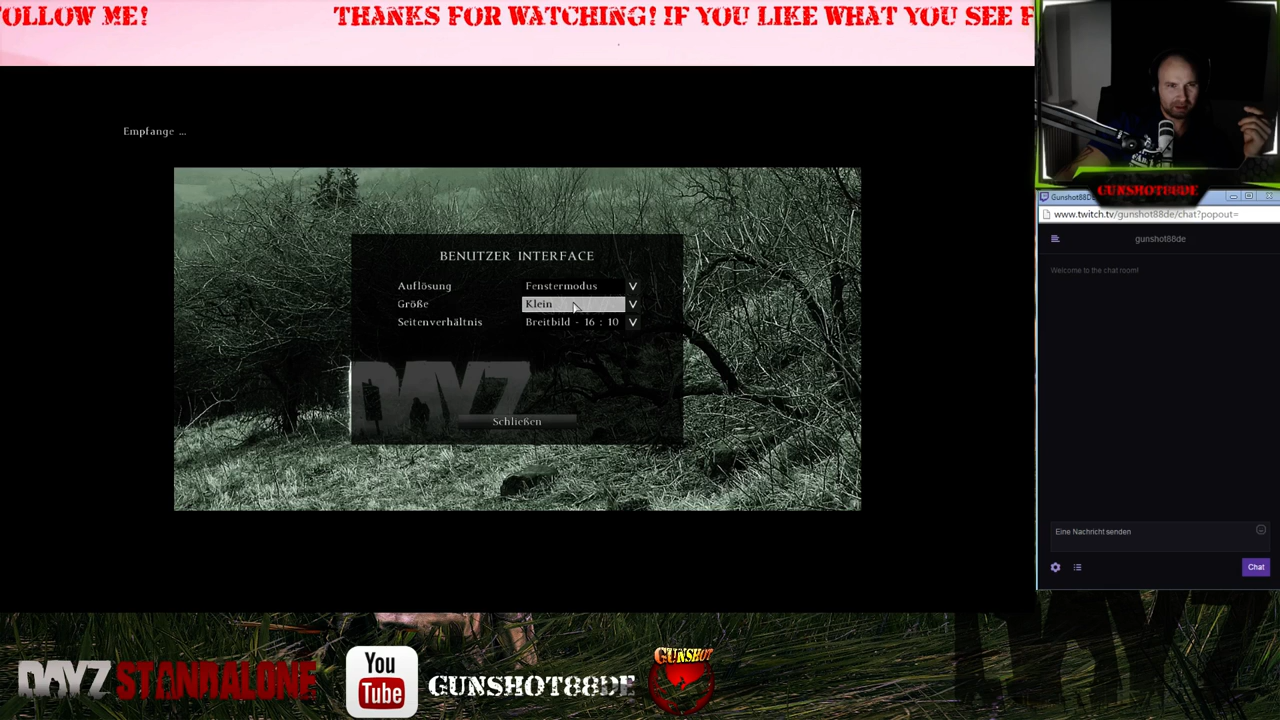 OLLOW ME!
THANKS FOR WATCHING! IF YOU LIKE WHAT YOU SEE F
Empfange ...
BENUTZER INTERFACE
Auflösung Fenstermodus V
Größe Klein V
Seitenverhältnis Breitbild - 16 : 10 V
DAYZ
Schließen
GUNSHOT88DE
Gunshot88D
www.twitch.tv/gunshot88de/chat?popout=
gunshot88de
Welcome to the chat room!
Eine Nachricht senden
Chat
DAYZ STANDALONE
You Tube
GUNSHOT88DE
GUNSHOT